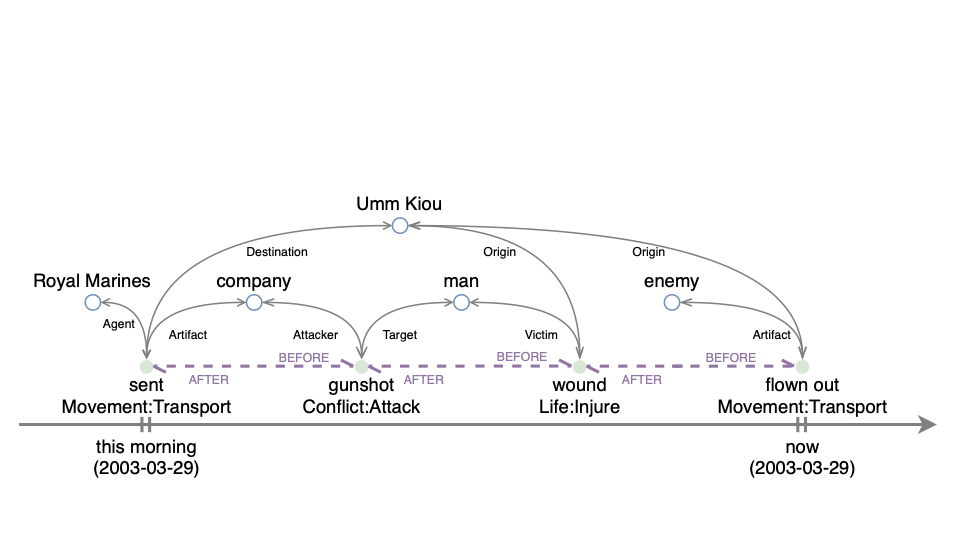 Umm Kiou
Destination
Origin
Origin
Royal Marines
company
man
enemy
Agent
Artifact
Attacker
Target
Victim
Artifact
BEFORE
BEFORE
BEFORE
AFTER
AFTER
AFTER
sent
gunshot
wound
flown out
Movement:Transport
Conflict:Attack
Life:Injure
Movement:Transport
this morning
now
(2003-03-29)
(2003-03-29)